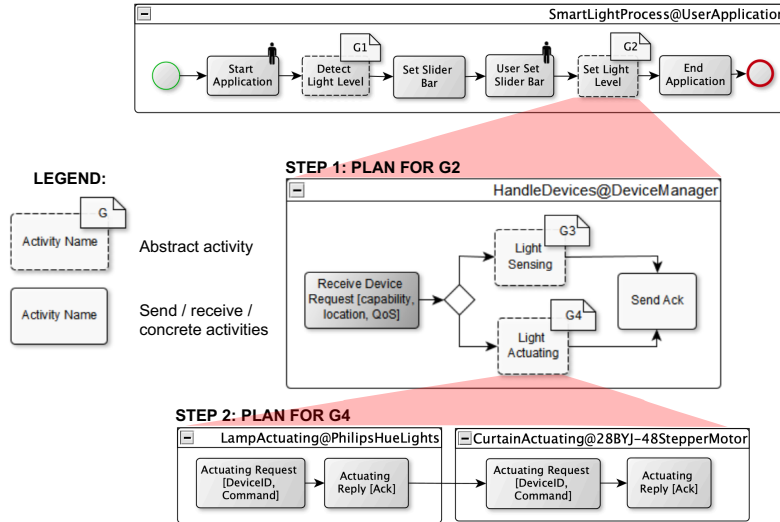 SmartLightProcess@UserApplication
Start
Application
G1
Detect
Light Level
Set Slider
Bar
User Set
Slider Bar
G2
Set Light
Level
End
Application
STEP 1: PLAN FOR G2
LEGEND:
G
Activity Name
Abstract activity
Activity Name
Send / receive /
concrete activities
HandleDevices@DeviceManager
Receive Device
Request [capability,
location, QoS]
G3
Light
Sensing
G4
Light
Actuating
Send Ack
STEP 2: PLAN FOR G4
LampActuating@PhilipsHueLights
Actuating Request
[DeviceID,
Command]
Actuating
Reply [Ack]
CurtainActuating@28BYJ-48StepperMotor
Actuating Request
[DeviceID,
Command]
Actuating
Reply [Ack]